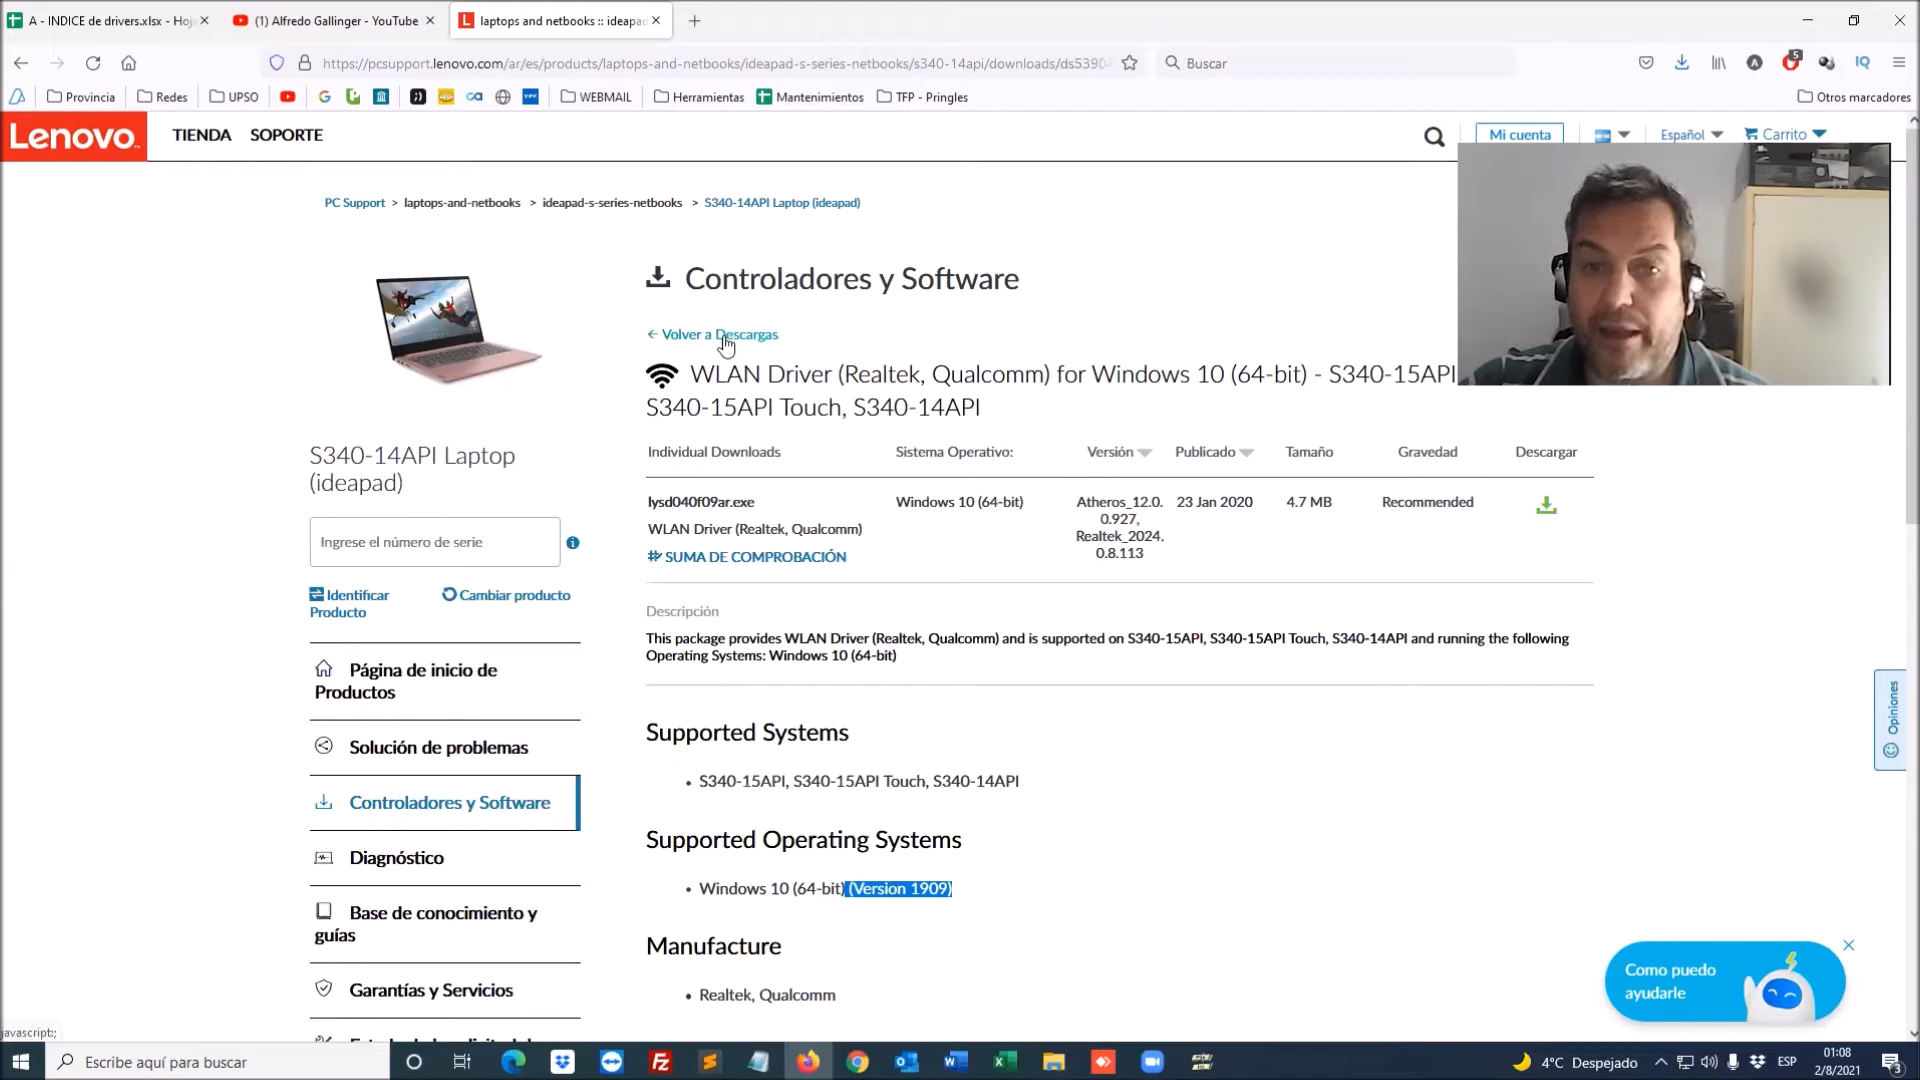 A - INDICE de drivers.xlsx - Hoj
(1) Alfredo Gallinger - YouTube
laptops and netbooks :: ideapad
https://pcsupport.lenovo.com/ar/es/products/laptops-and-netbooks/ideapad-s-series-netbooks/s340-14api/downloads/ds5390
Buscar
5
Provincia
Redes
UPSO
WEBMAIL
Herramientas
Mantenimientos
TFP - Pringles
Otros marcadores
Lenovo
TIENDA
SOPORTE
Mi cuenta
Español
Carrito
PC Support > laptops-and-netbooks > ideapad-s-series-netbooks > S340-14API Laptop (ideapad)
S340-14API Laptop
(ideapad)
Ingrese el número de serie
Identificar
Producto
Cambiar producto
Página de inicio de
Productos
Solución de problemas
Controladores y Software
Diagnóstico
Base de conocimiento y
guías
Garantías y Servicios
Controladores y Software
← Volver a Descargas
WLAN Driver (Realtek, Qualcomm) for Windows 10 (64-bit) - S340-15API
S340-15API Touch, S340-14API
Individual Downloads
Sistema Operativo:
Versión
Publicado
Tamaño
Gravedad
Descargar
lysd040f09ar.exe
WLAN Driver (Realtek, Qualcomm)
SUMA DE COMPROBACIÓN
Windows 10 (64-bit)
Atheros_12.0.
0.927,
Realtek_2024.
0.8.113
23 Jan 2020
4.7 MB
Recommended
Descripción
This package provides WLAN Driver (Realtek, Qualcomm) and is supported on S340-15API, S340-15API Touch, S340-14API and running the following
Operating Systems: Windows 10 (64-bit)
Supported Systems
• S340-15API, S340-15API Touch, S340-14API
Supported Operating Systems
• Windows 10 (64-bit) (Version 1909)
Manufacture
• Realtek, Qualcomm
Opiniones
Como puedo
ayudarle
javascript:;
Escribe aquí para buscar
4°C Despejado
ESP
01:08
2/8/2021
3